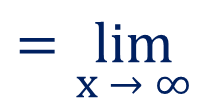 = lim
x → ∞